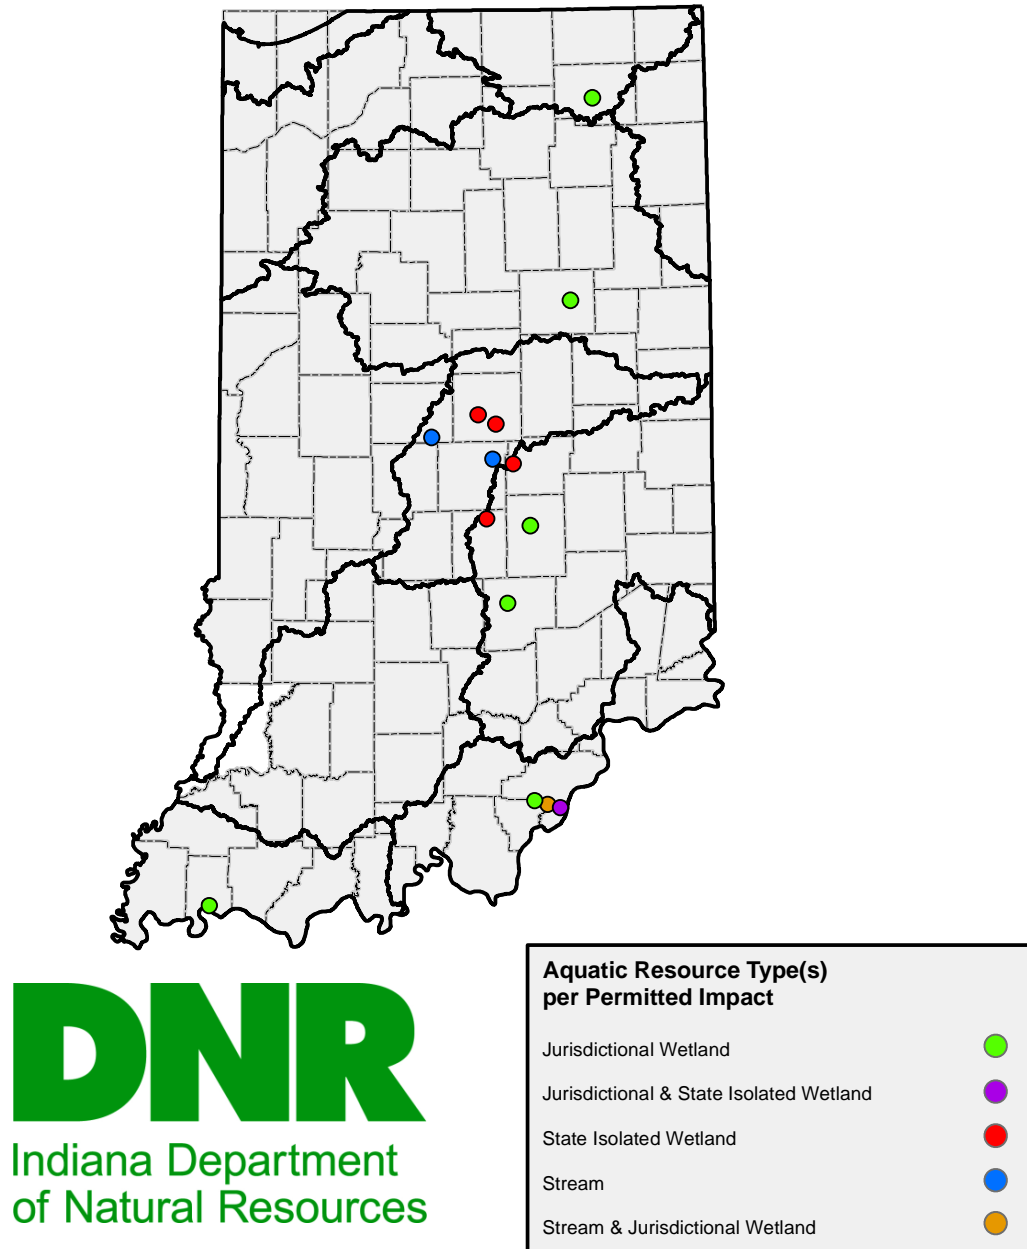 DNR
Indiana Department
of Natural Resources
Aquatic Resource Type(s)
per Permitted Impact
Jurisdictional Wetland
Jurisdictional & State Isolated Wetland
State Isolated Wetland
Stream
Stream & Jurisdictional Wetland